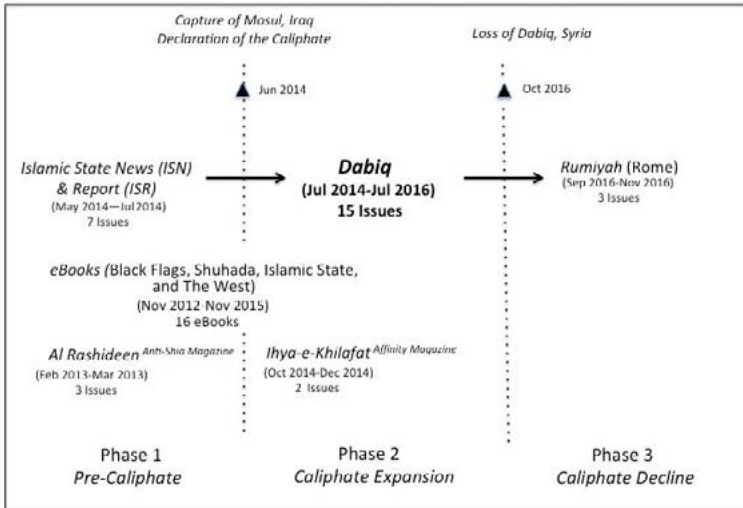 Capture of Mosul, Iraq
Declaration of the Caliphate
Loss of Dabiq, Syria
Jun 2014
Oct 2016
Islamic State News (ISN)
& Report (ISR)
(May 2014—Jul 2014)
7 Issues
Dabiq
(Jul 2014-Jul 2016)
15 Issues
Rumiyah (Rome)
(Sep 2016-Nov 2016)
3 Issues
eBooks (Black Flags, Shuhada, Islamic State,
and The West)
(Nov 2012-Nov 2015)
16 eBooks
Al Rashideen Anti-Shia Magazine
(Feb 2013-Mar 2013)
3 Issues
Ihya-e-Khilafat Affinity Magazine
(Oct 2014-Dec 2014)
2 Issues
Phase 1
Pre-Caliphate
Phase 2
Caliphate Expansion
Phase 3
Caliphate Decline